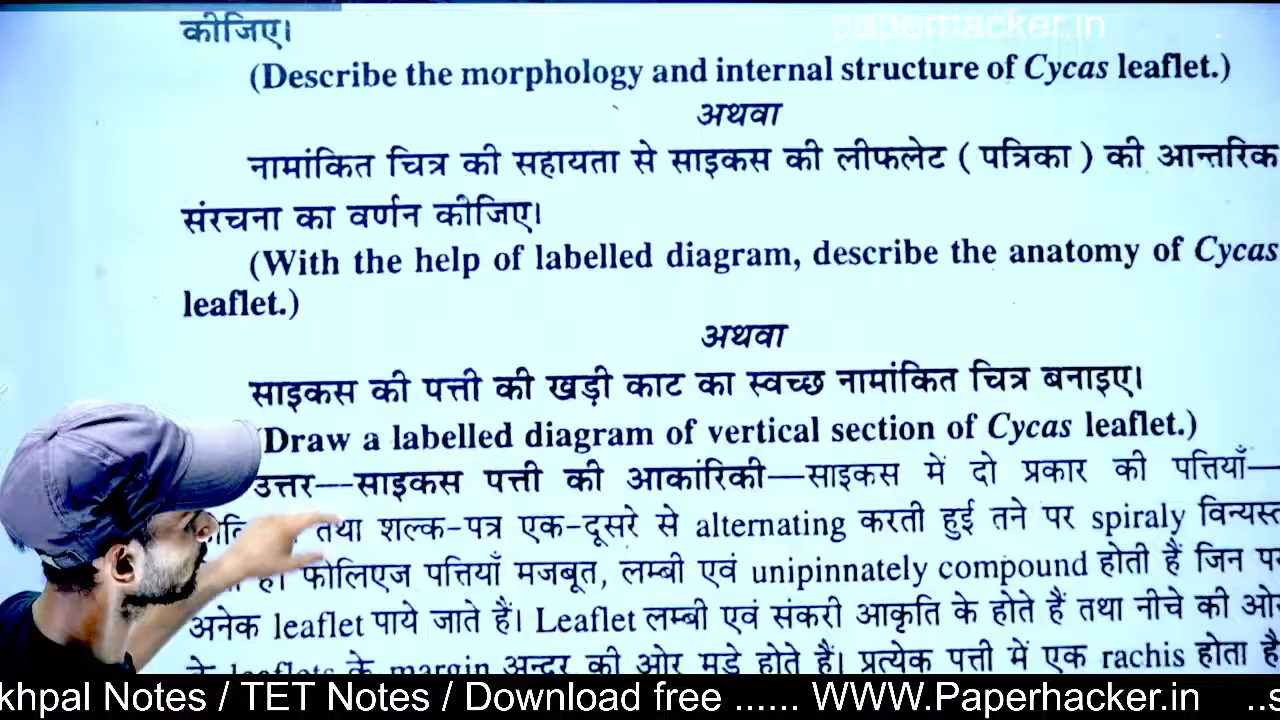 paperhacker.in
कीजिए।
(Describe the morphology and internal structure of Cycas leaflet.)
अथवा
नामांकित चित्र की सहायता से साइकस की लीफलेट ( पत्रिका ) की आन्तरिक
संरचना का वर्णन कीजिए।
(With the help of labelled diagram, describe the anatomy of Cycas
leaflet.)
अथवा
साइकस की पत्ती की खड़ी काट का स्वच्छ नामांकित चित्र बनाइए।
(Draw a labelled diagram of vertical section of Cycas leaflet.)
उत्तर—साइकस पत्ती की आकारिकी—साइकस में दो प्रकार की पत्तियाँ—
तथा शल्क-पत्र एक-दूसरे से alternating करती हुई तने पर spiraly विन्यस्त
फोलिएज पत्तियाँ मजबूत, लम्बी एवं unipinnately compound होती हैं जिन पर
अनेक leaflet पाये जाते हैं। Leaflet लम्बी एवं संकरी आकृति के होते हैं तथा नीचे की ओर
के leaflets के margin अन्दर की ओर मुड़े होते हैं। प्रत्येक पत्ती में एक rachis होता है
khpal Notes / TET Notes / Download free ...... WWW.Paperhacker.in ..s